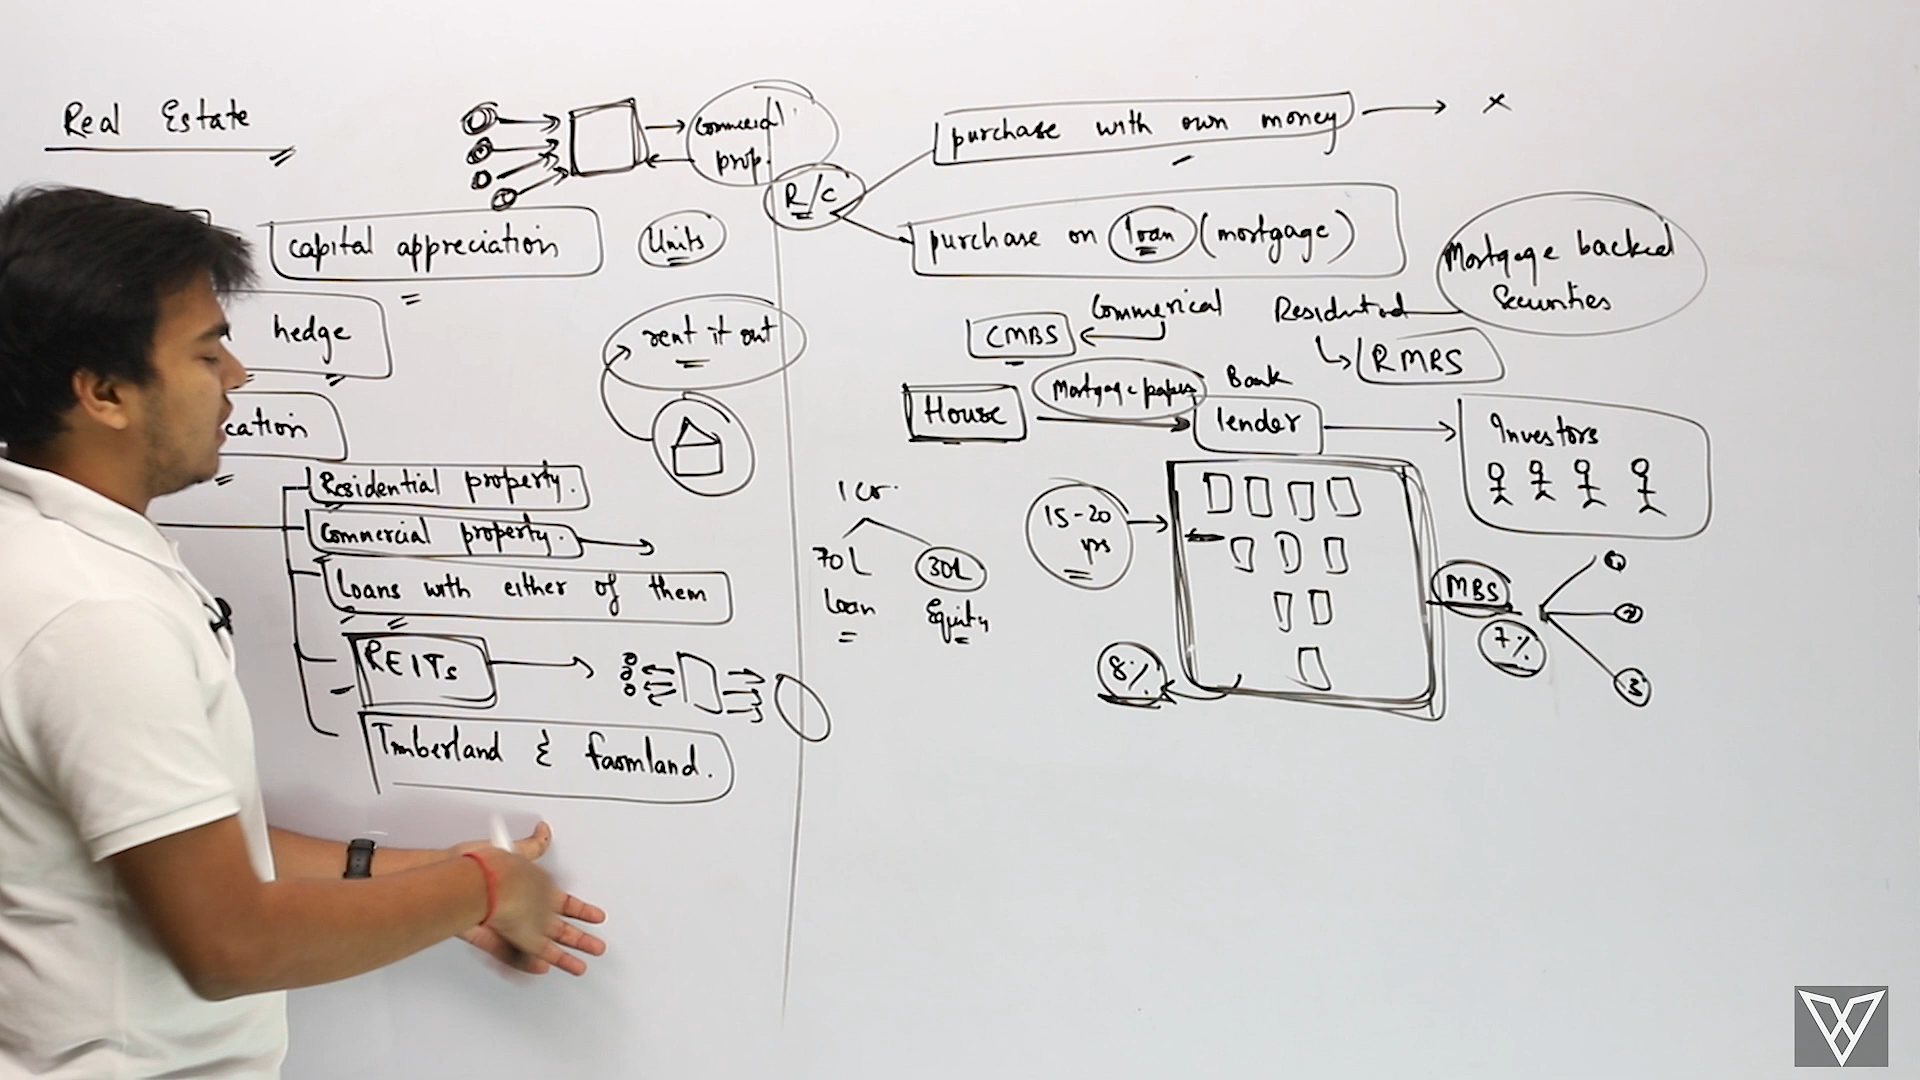 Real Estate
Commercial
prop.
R/C
purchase with own money
x
capital appreciation
Units
purchase on loan (mortgage)
Mortgage backed
Securities
hedge
rent it out
CMBS
Commerical
Residential
RMBS
cation
House
Mortgage papers
Bank
lender
Investors
Residential property.
Commercial property.
Loans with either of them
REITs
Timberland & farmland.
1 cr.
70L
loan
30L
Equity
15-20
yrs
8%
MBS
7%
1
2
3